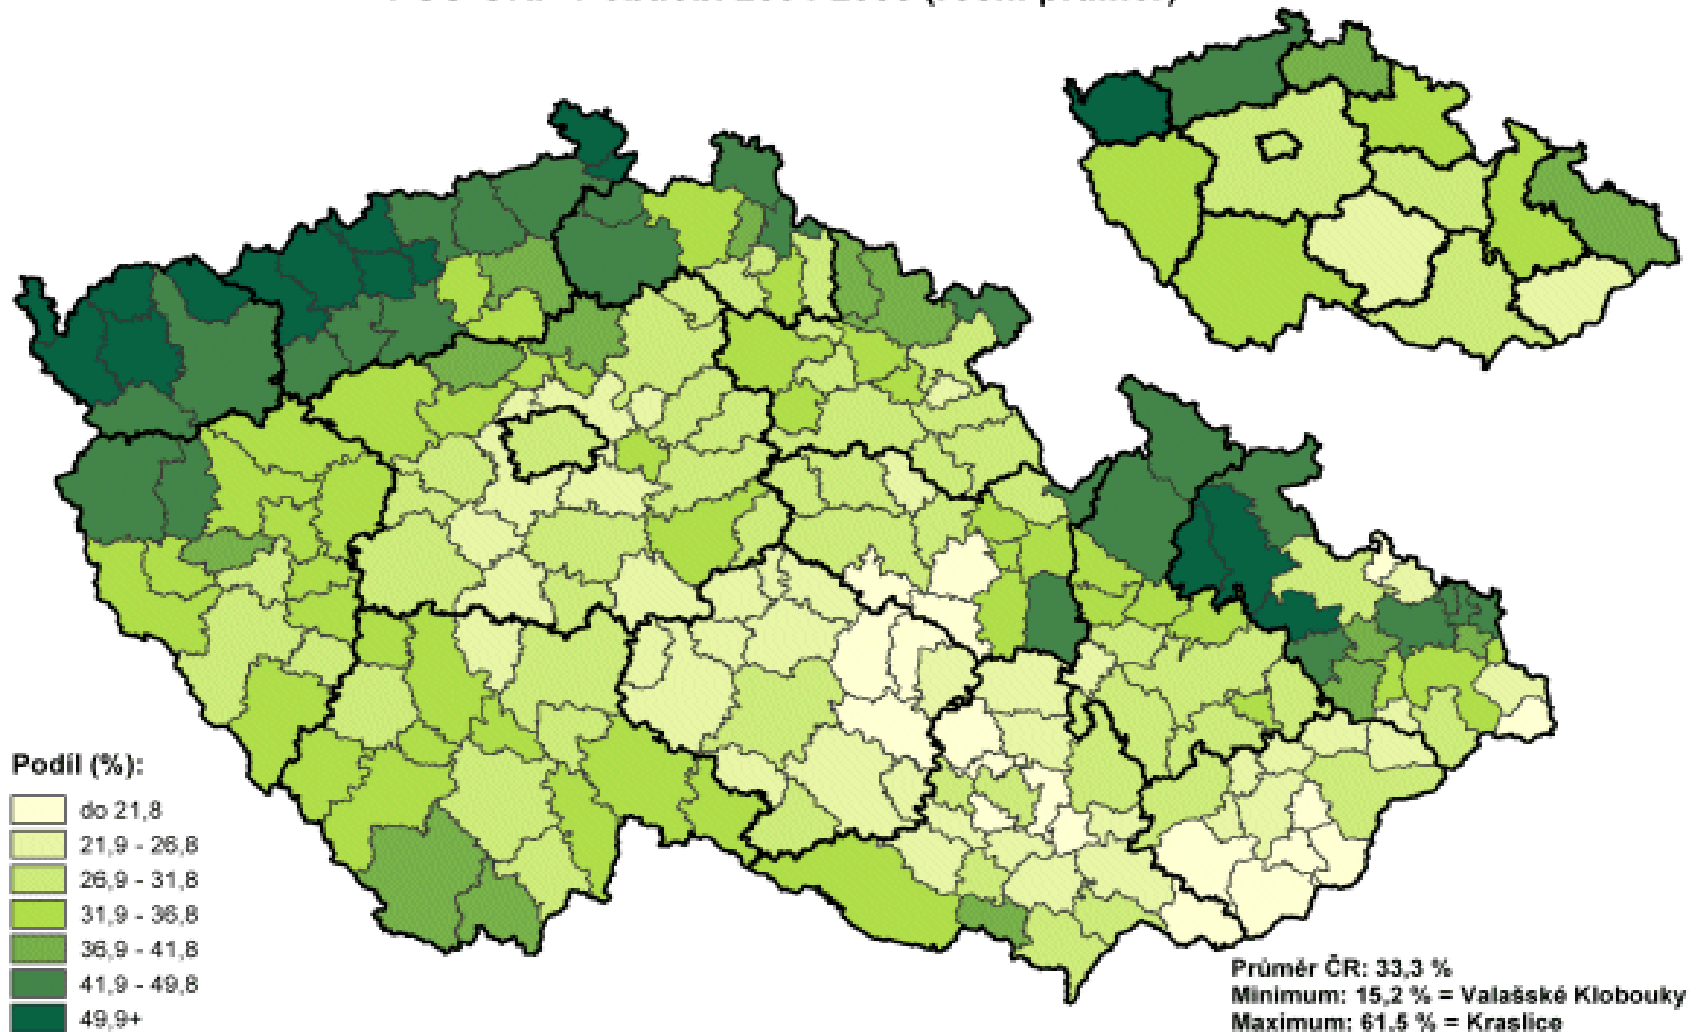 Podíl (%):
do 21,8
21,9 - 26,8
26,9 - 31,8
31,9 - 36,8
36,9 - 41,8
41,9 - 49,8
49,9+
Průměr ČR: 33,3 %
Minimum: 15,2 % = Valašské Klobouky
Maximum: 61,5 % = Kraslice